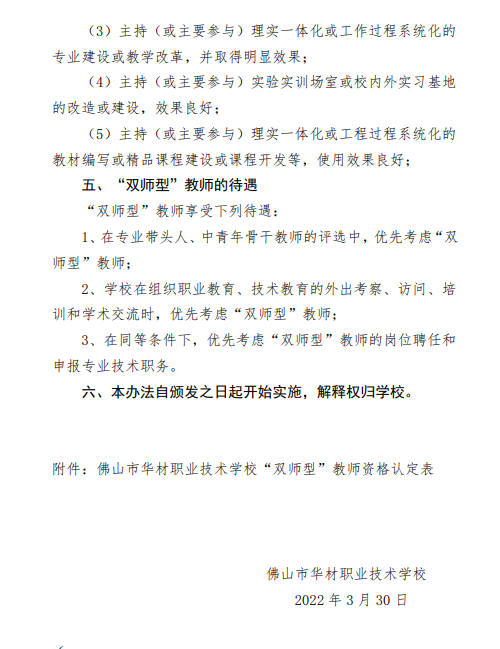 （3）主持（或主要参与）理实一体化或工作过程系统化的
专业建设或教学改革，并取得明显效果；
（4）主持（或主要参与）实验实训场室或校内外实习基地
的改造或建设，效果良好；
（5）主持（或主要参与）理实一体化或工程过程系统化的
教材编写或精品课程建设或课程开发等，使用效果良好；
五、“双师型”教师的待遇
“双师型”教师享受下列待遇：
1、在专业带头人、中青年骨干教师的评选中，优先考虑“双
师型”教师；
2、学校在组织职业教育、技术教育的外出考察、访问、培
训和学术交流时，优先考虑“双师型”教师；
3、在同等条件下，优先考虑“双师型”教师的岗位聘任和
申报专业技术职务。
六、本办法自颁发之日起开始实施，解释权归学校。
附件：佛山市华材职业技术学校“双师型”教师资格认定表
佛山市华材职业技术学校
2022 年 3 月 30 日